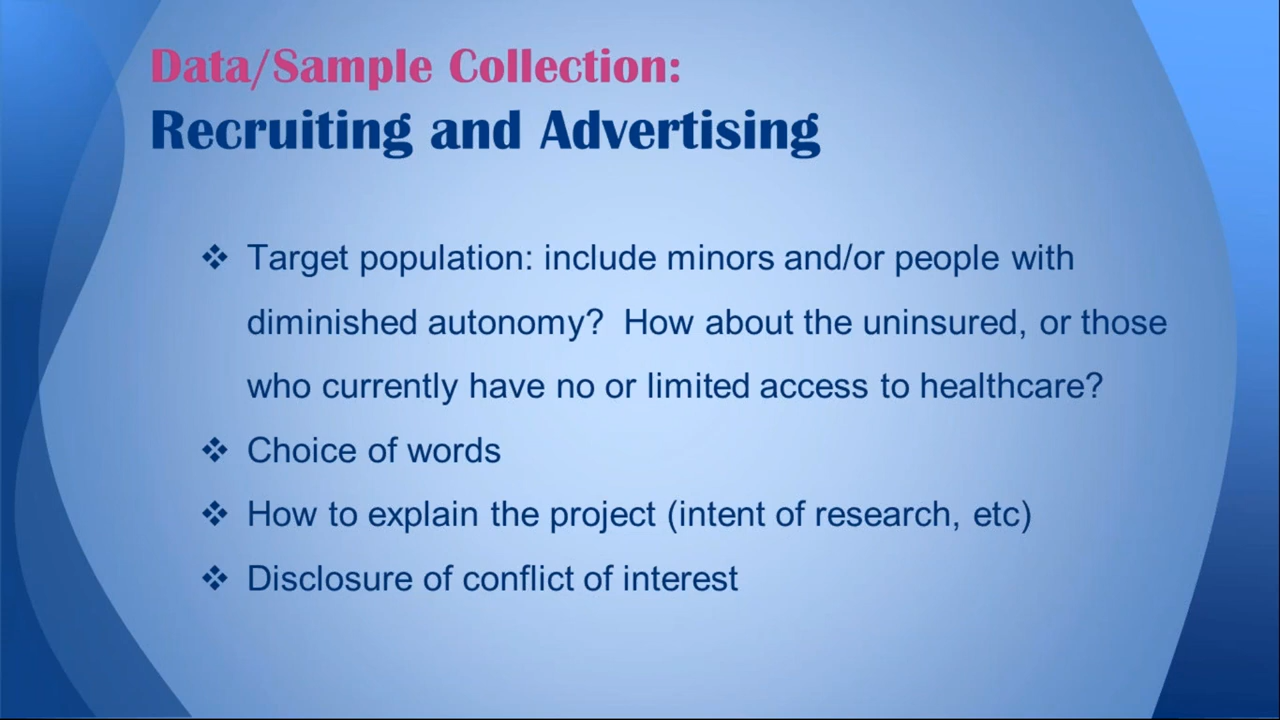 Data/Sample Collection:
Recruiting and Advertising
❖ Target population: include minors and/or people with
diminished autonomy?  How about the uninsured, or those
who currently have no or limited access to healthcare?
❖ Choice of words
❖ How to explain the project (intent of research, etc)
❖ Disclosure of conflict of interest